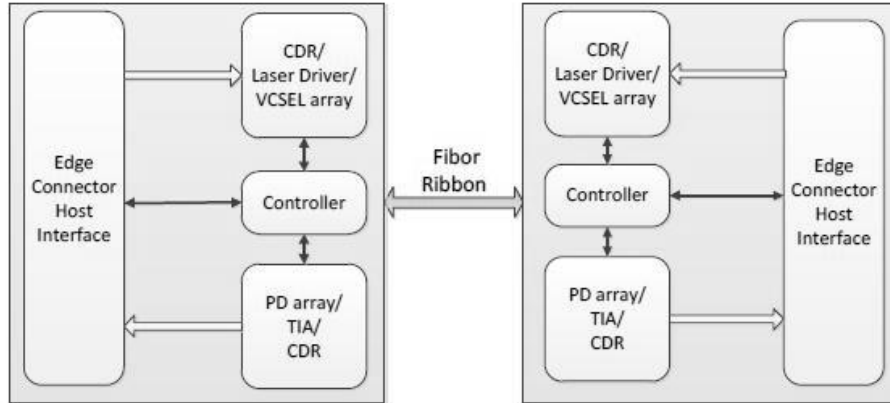 Edge
Connector
Host
Interface
CDR/
Laser Driver/
VCSEL array
Controller
PD array/
TIA/
CDR
Fibor
Ribbon
CDR/
Laser Driver/
VCSEL array
Controller
PD array/
TIA/
CDR
Edge
Connector
Host
Interface